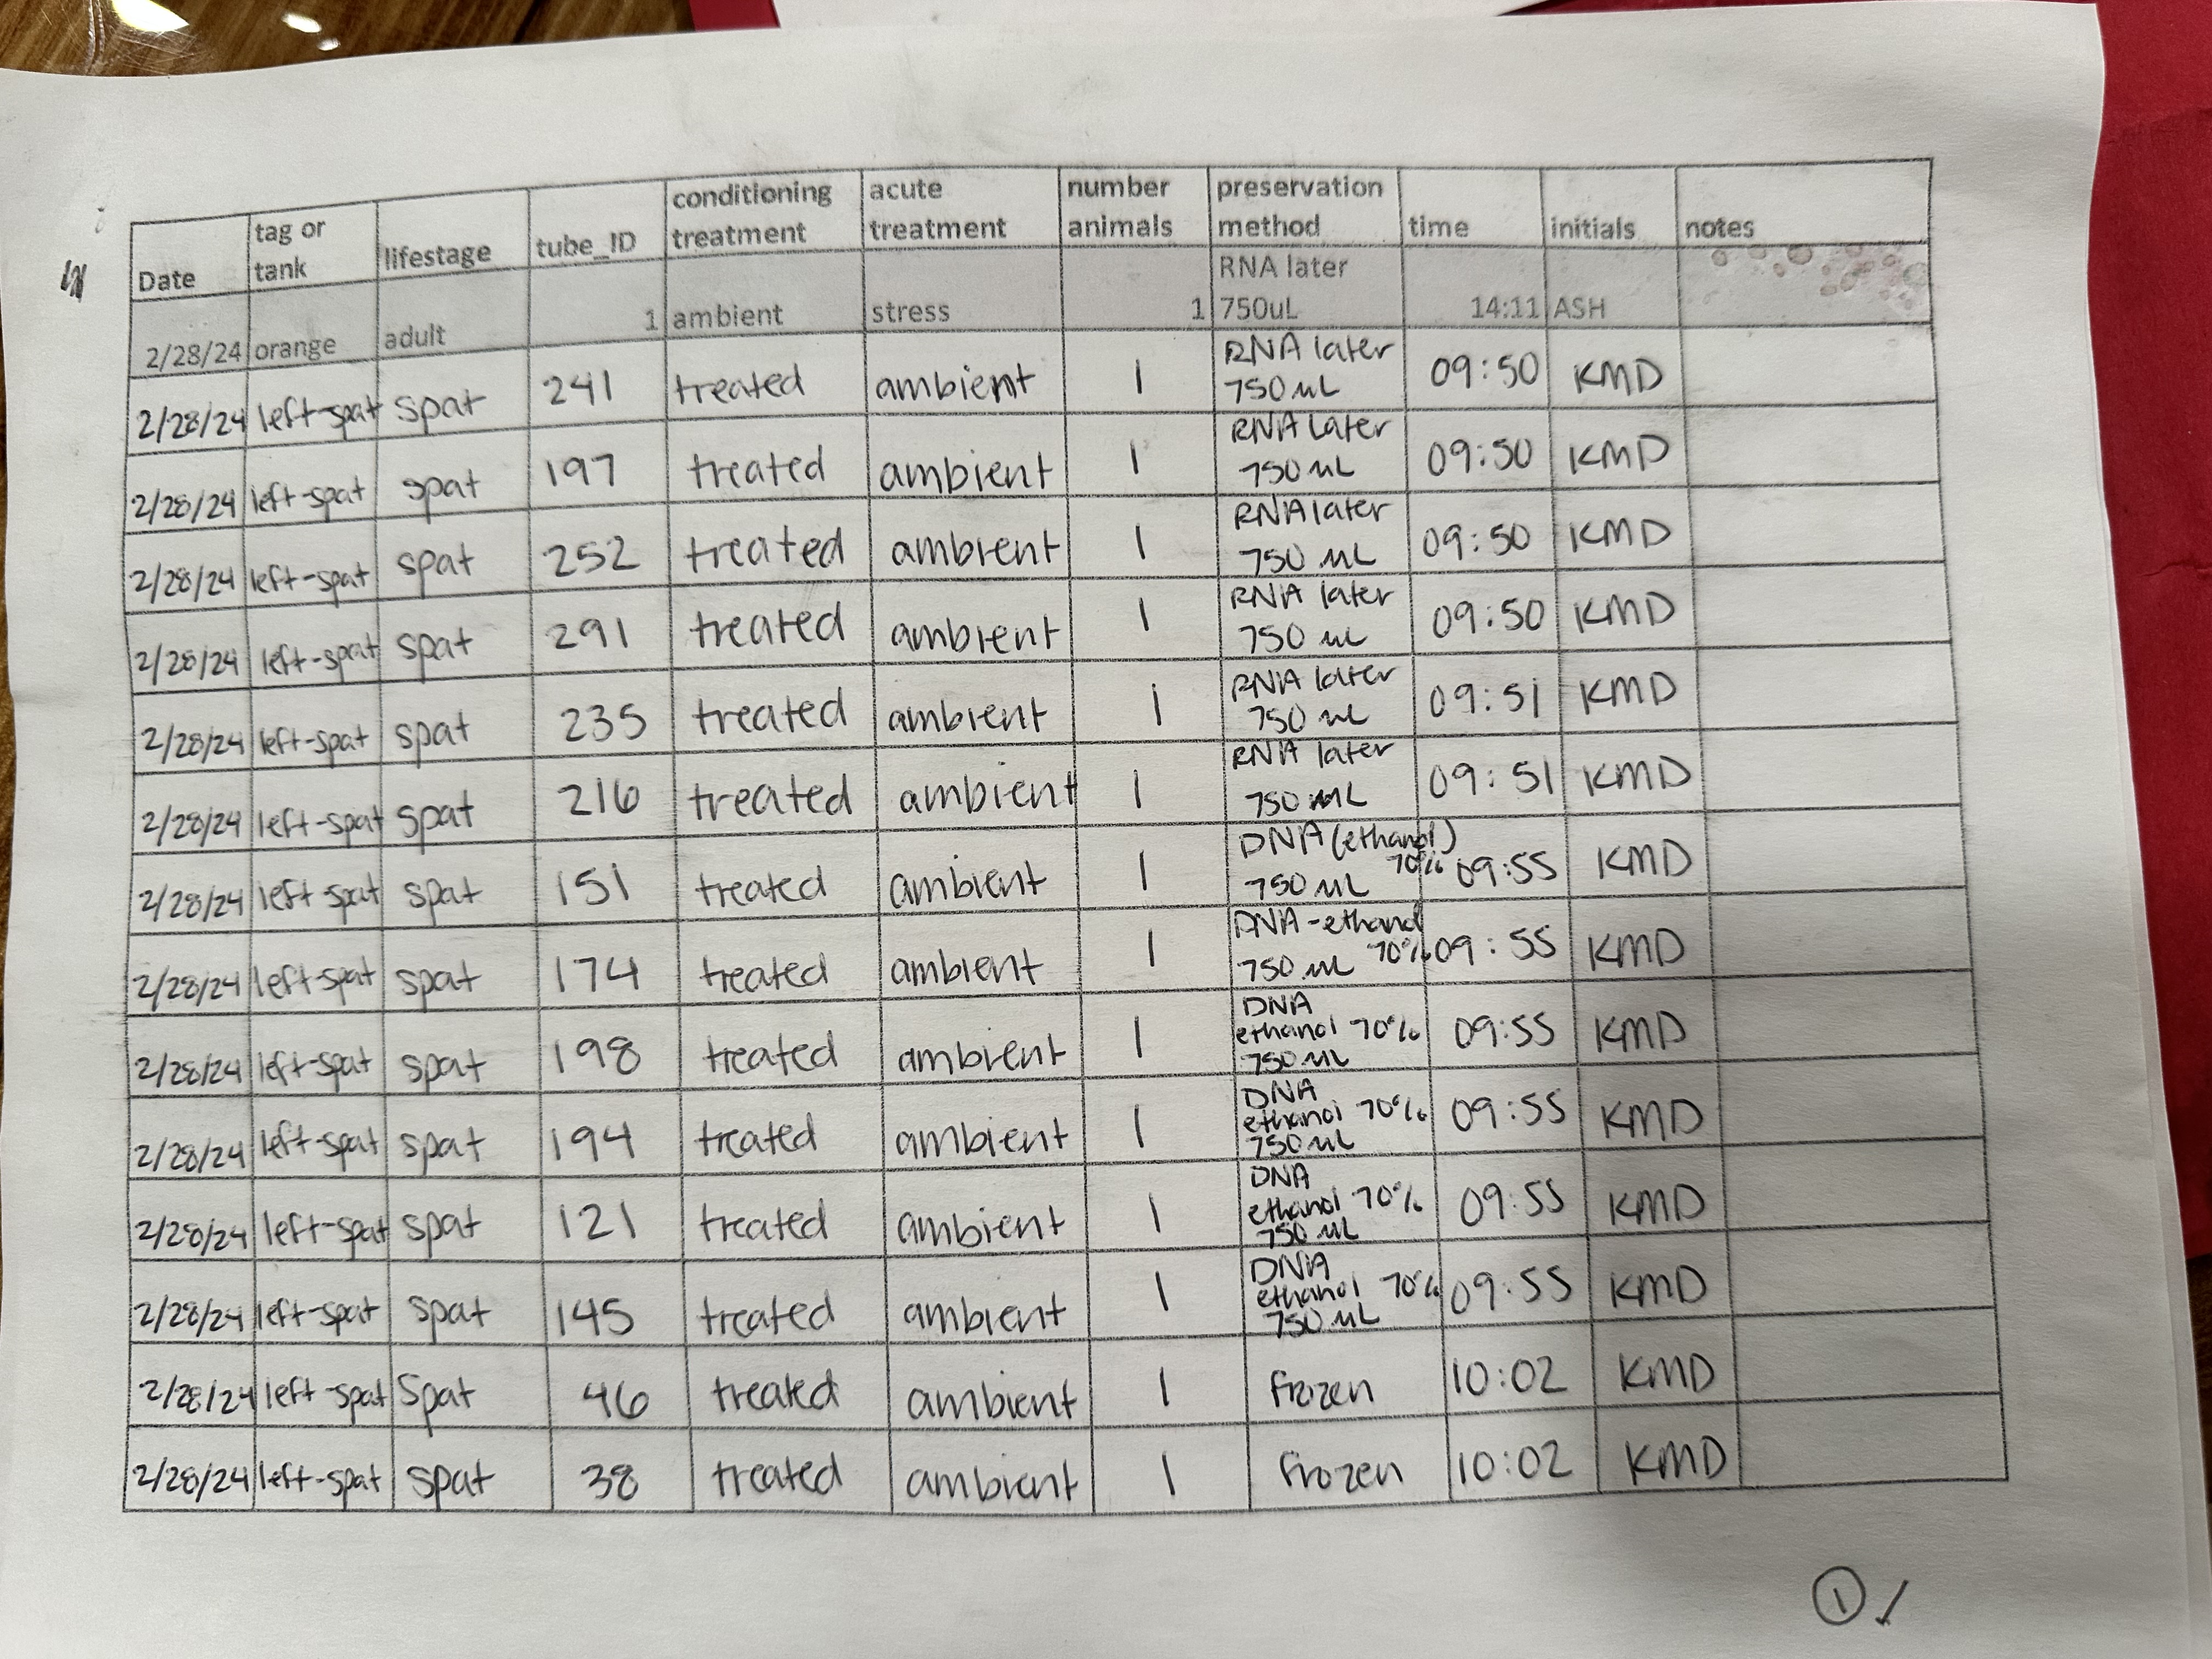 Date tag or tank lifestage tube_ID conditioning treatment acute treatment number animals preservation method time initials notes
2/28/24 orange adult 1 ambient stress 1 RNA later 750uL 14:11 ASH
2/28/24 left-spat spat 241 treated ambient 1 RNA later 750 uL 09:50 KMD
2/28/24 left-spat spat 197 treated ambient 1 RNA Later 750 uL 09:50 KMD
2/28/24 left-spat spat 252 treated ambient 1 RNA later 750 uL 09:50 KMD
2/28/24 left-spat spat 291 treated ambient 1 RNA later 750 uL 09:50 KMD
2/28/24 left-spat spat 235 treated ambient 1 RNA later 750 uL 09:51 KMD
2/28/24 left-spat spat 216 treated ambient 1 RNA later 750 uL 09:51 KMD
2/28/24 left-spat spat 151 treated ambient 1 DNA (ethanol) 70% 750 uL 09:55 KMD
2/28/24 left-spat spat 174 treated ambient 1 DNA-ethanol 70% 750 uL 09:55 KMD
2/28/24 left-spat spat 198 treated ambient 1 DNA ethanol 70% 750 uL 09:55 KMD
2/28/24 left-spat spat 194 treated ambient 1 DNA ethanol 70% 750 uL 09:55 KMD
2/28/24 left-spat spat 121 treated ambient 1 DNA ethanol 70% 750 uL 09:55 KMD
2/28/24 left-spat spat 145 treated ambient 1 DNA ethanol 70% 750 uL 09:55 KMD
2/28/24 left-spat spat 46 treated ambient 1 frozen 10:02 KMD
2/28/24 left-spat spat 38 treated ambient 1 frozen 10:02 KMD
1